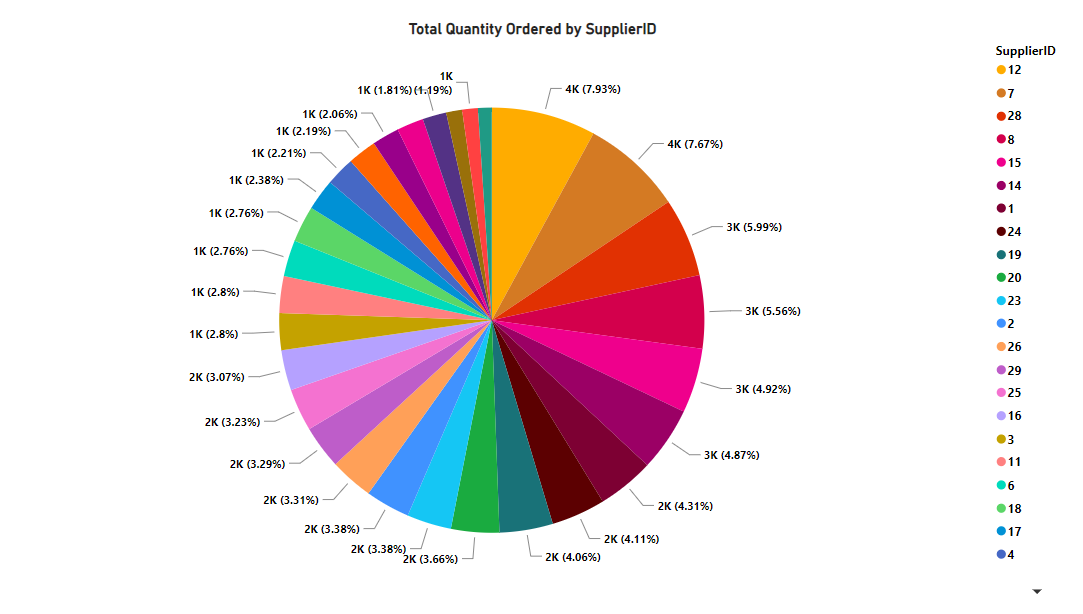 Total Quantity Ordered by SupplierID
4K (7.93%)
4K (7.67%)
3K (5.99%)
3K (5.56%)
3K (4.92%)
3K (4.87%)
2K (4.31%)
2K (4.11%)
2K (4.06%)
2K (3.66%)
2K (3.38%)
2K (3.38%)
2K (3.31%)
2K (3.29%)
2K (3.23%)
2K (3.07%)
1K (2.8%)
1K (2.8%)
1K (2.76%)
1K (2.76%)
1K (2.38%)
1K (2.21%)
1K (2.19%)
1K (2.06%)
1K (1.81%)
(1.19%)
1K
SupplierID
12
7
28
8
15
14
1
24
19
20
23
2
26
29
25
16
3
11
6
18
17
4